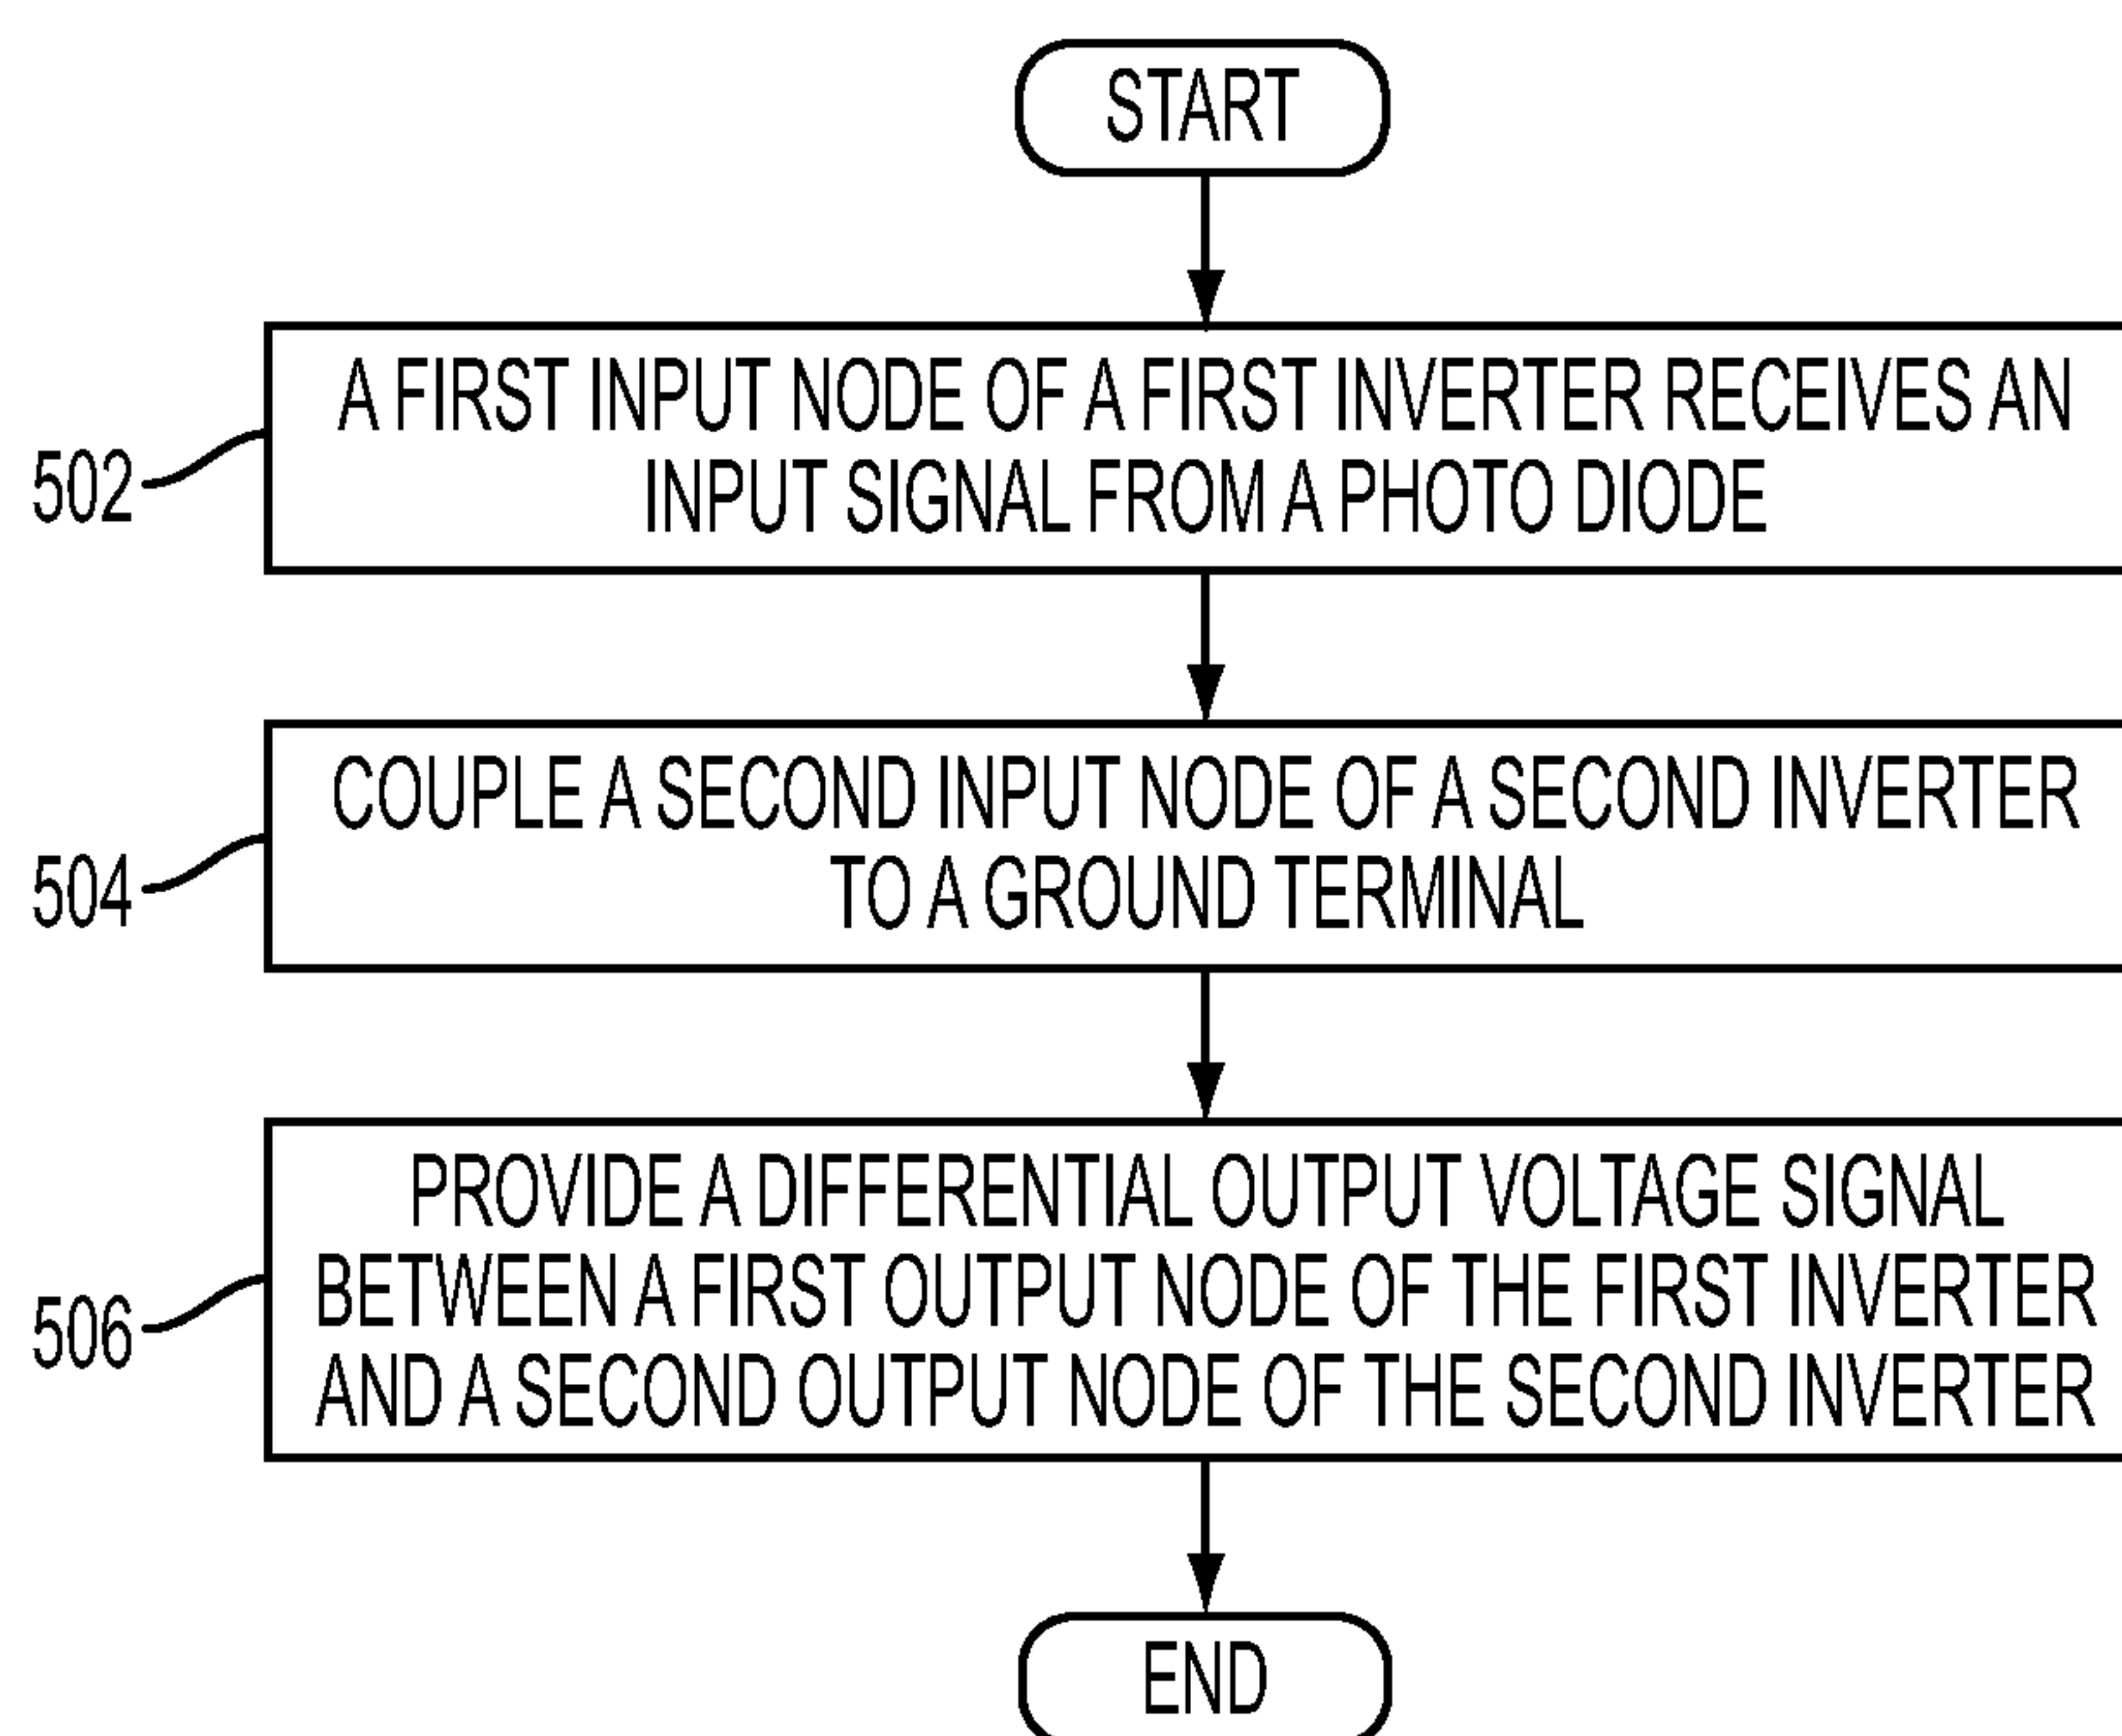 START
A FIRST INPUT NODE OF A FIRST INVERTER RECEIVES AN
INPUT SIGNAL FROM A PHOTO DIODE
502
COUPLE A SECOND INPUT NODE OF A SECOND INVERTER
TO A GROUND TERMINAL
504
PROVIDE A DIFFERENTIAL OUTPUT VOLTAGE SIGNAL
BETWEEN A FIRST OUTPUT NODE OF THE FIRST INVERTER
AND A SECOND OUTPUT NODE OF THE SECOND INVERTER
506
END